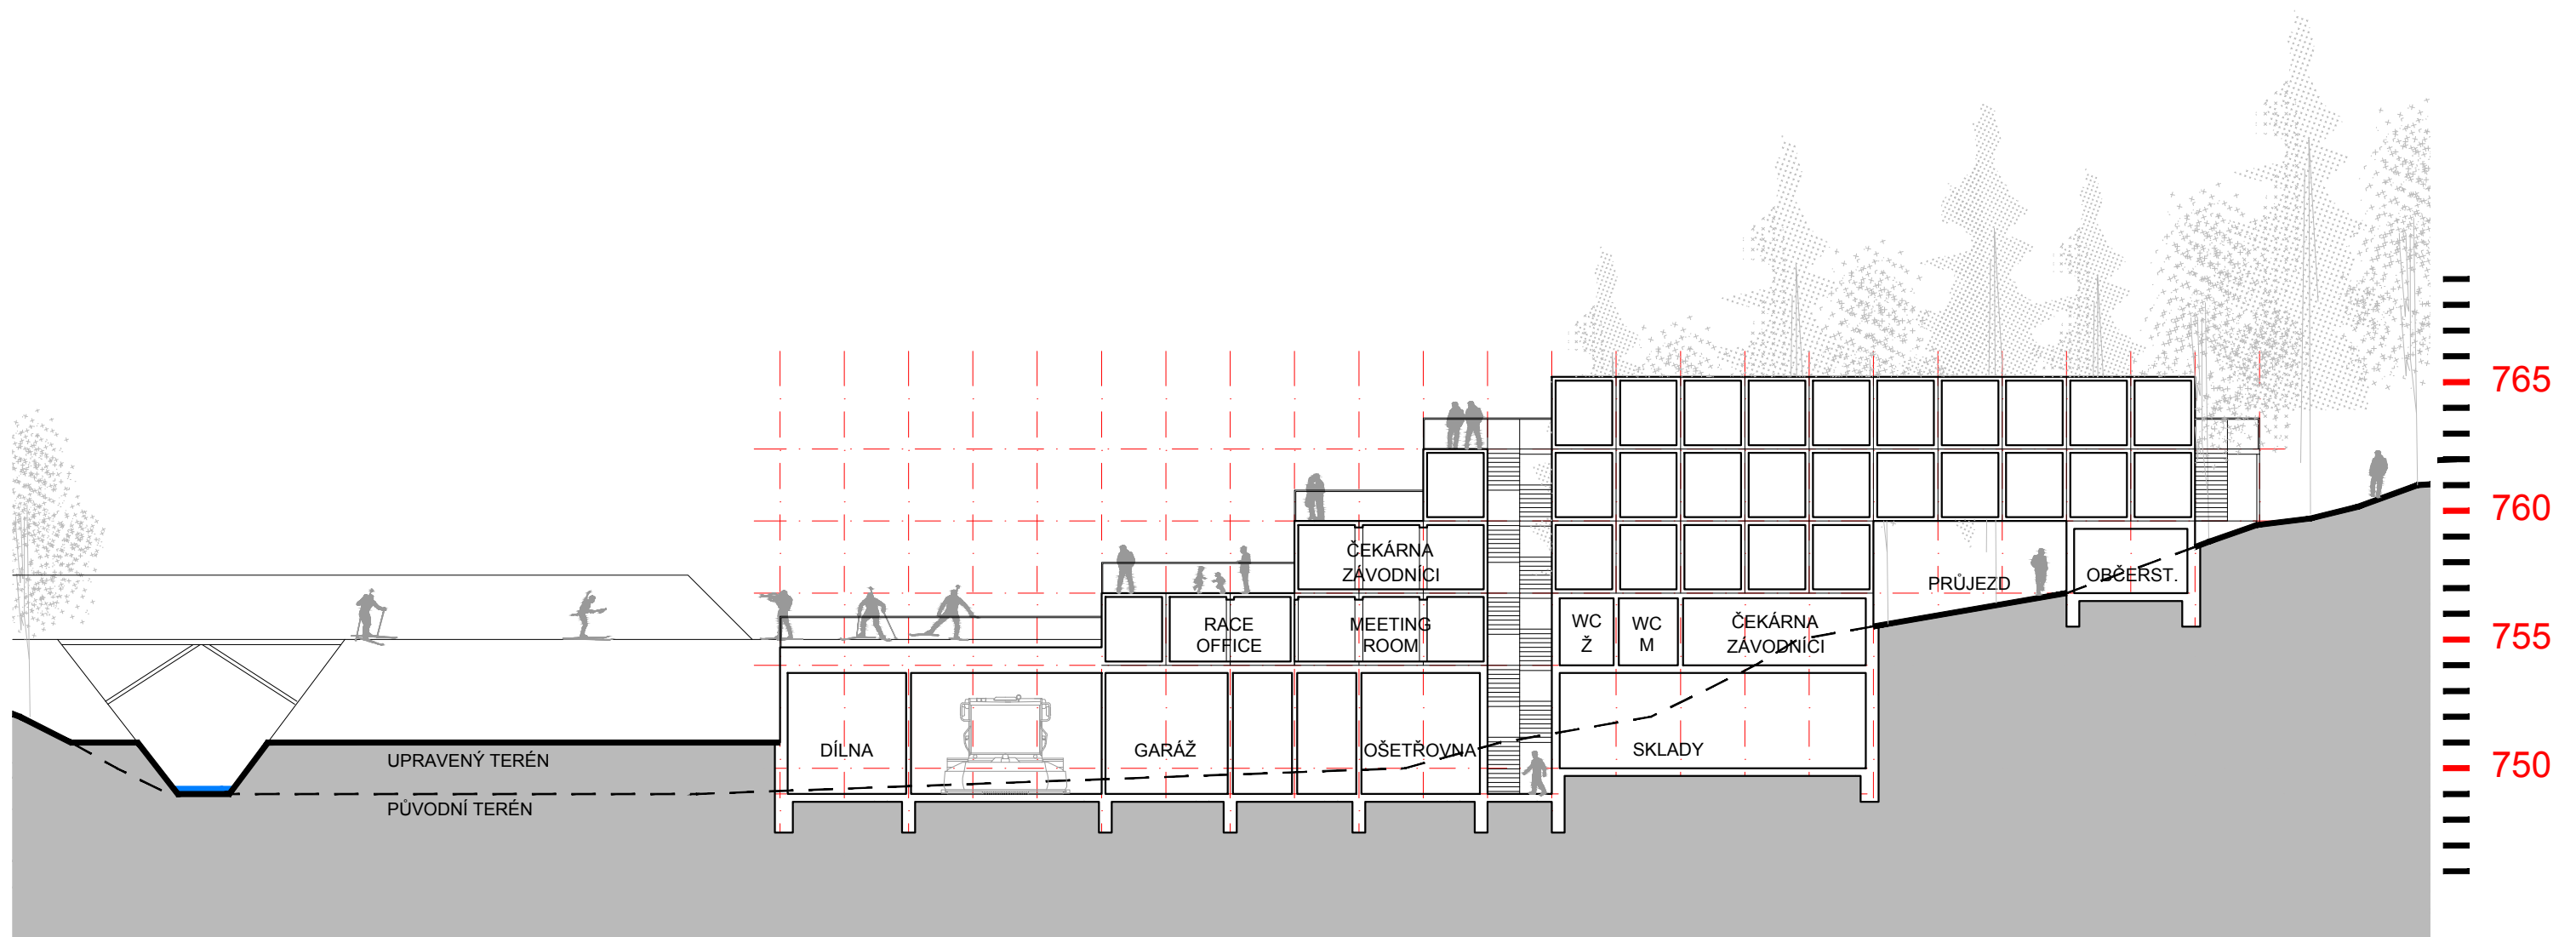 765
760
ČEKÁRNA
ZÁVODNÍCI
PRŮJEZD
OBČERST.
RACE
OFFICE
MEETING
ROOM
WC
Ž
WC
M
ČEKÁRNA
ZÁVODNÍCI
755
UPRAVENÝ TERÉN
PŮVODNÍ TERÉN
DÍLNA
GARÁŽ
OŠETŘOVNA
SKLADY
750